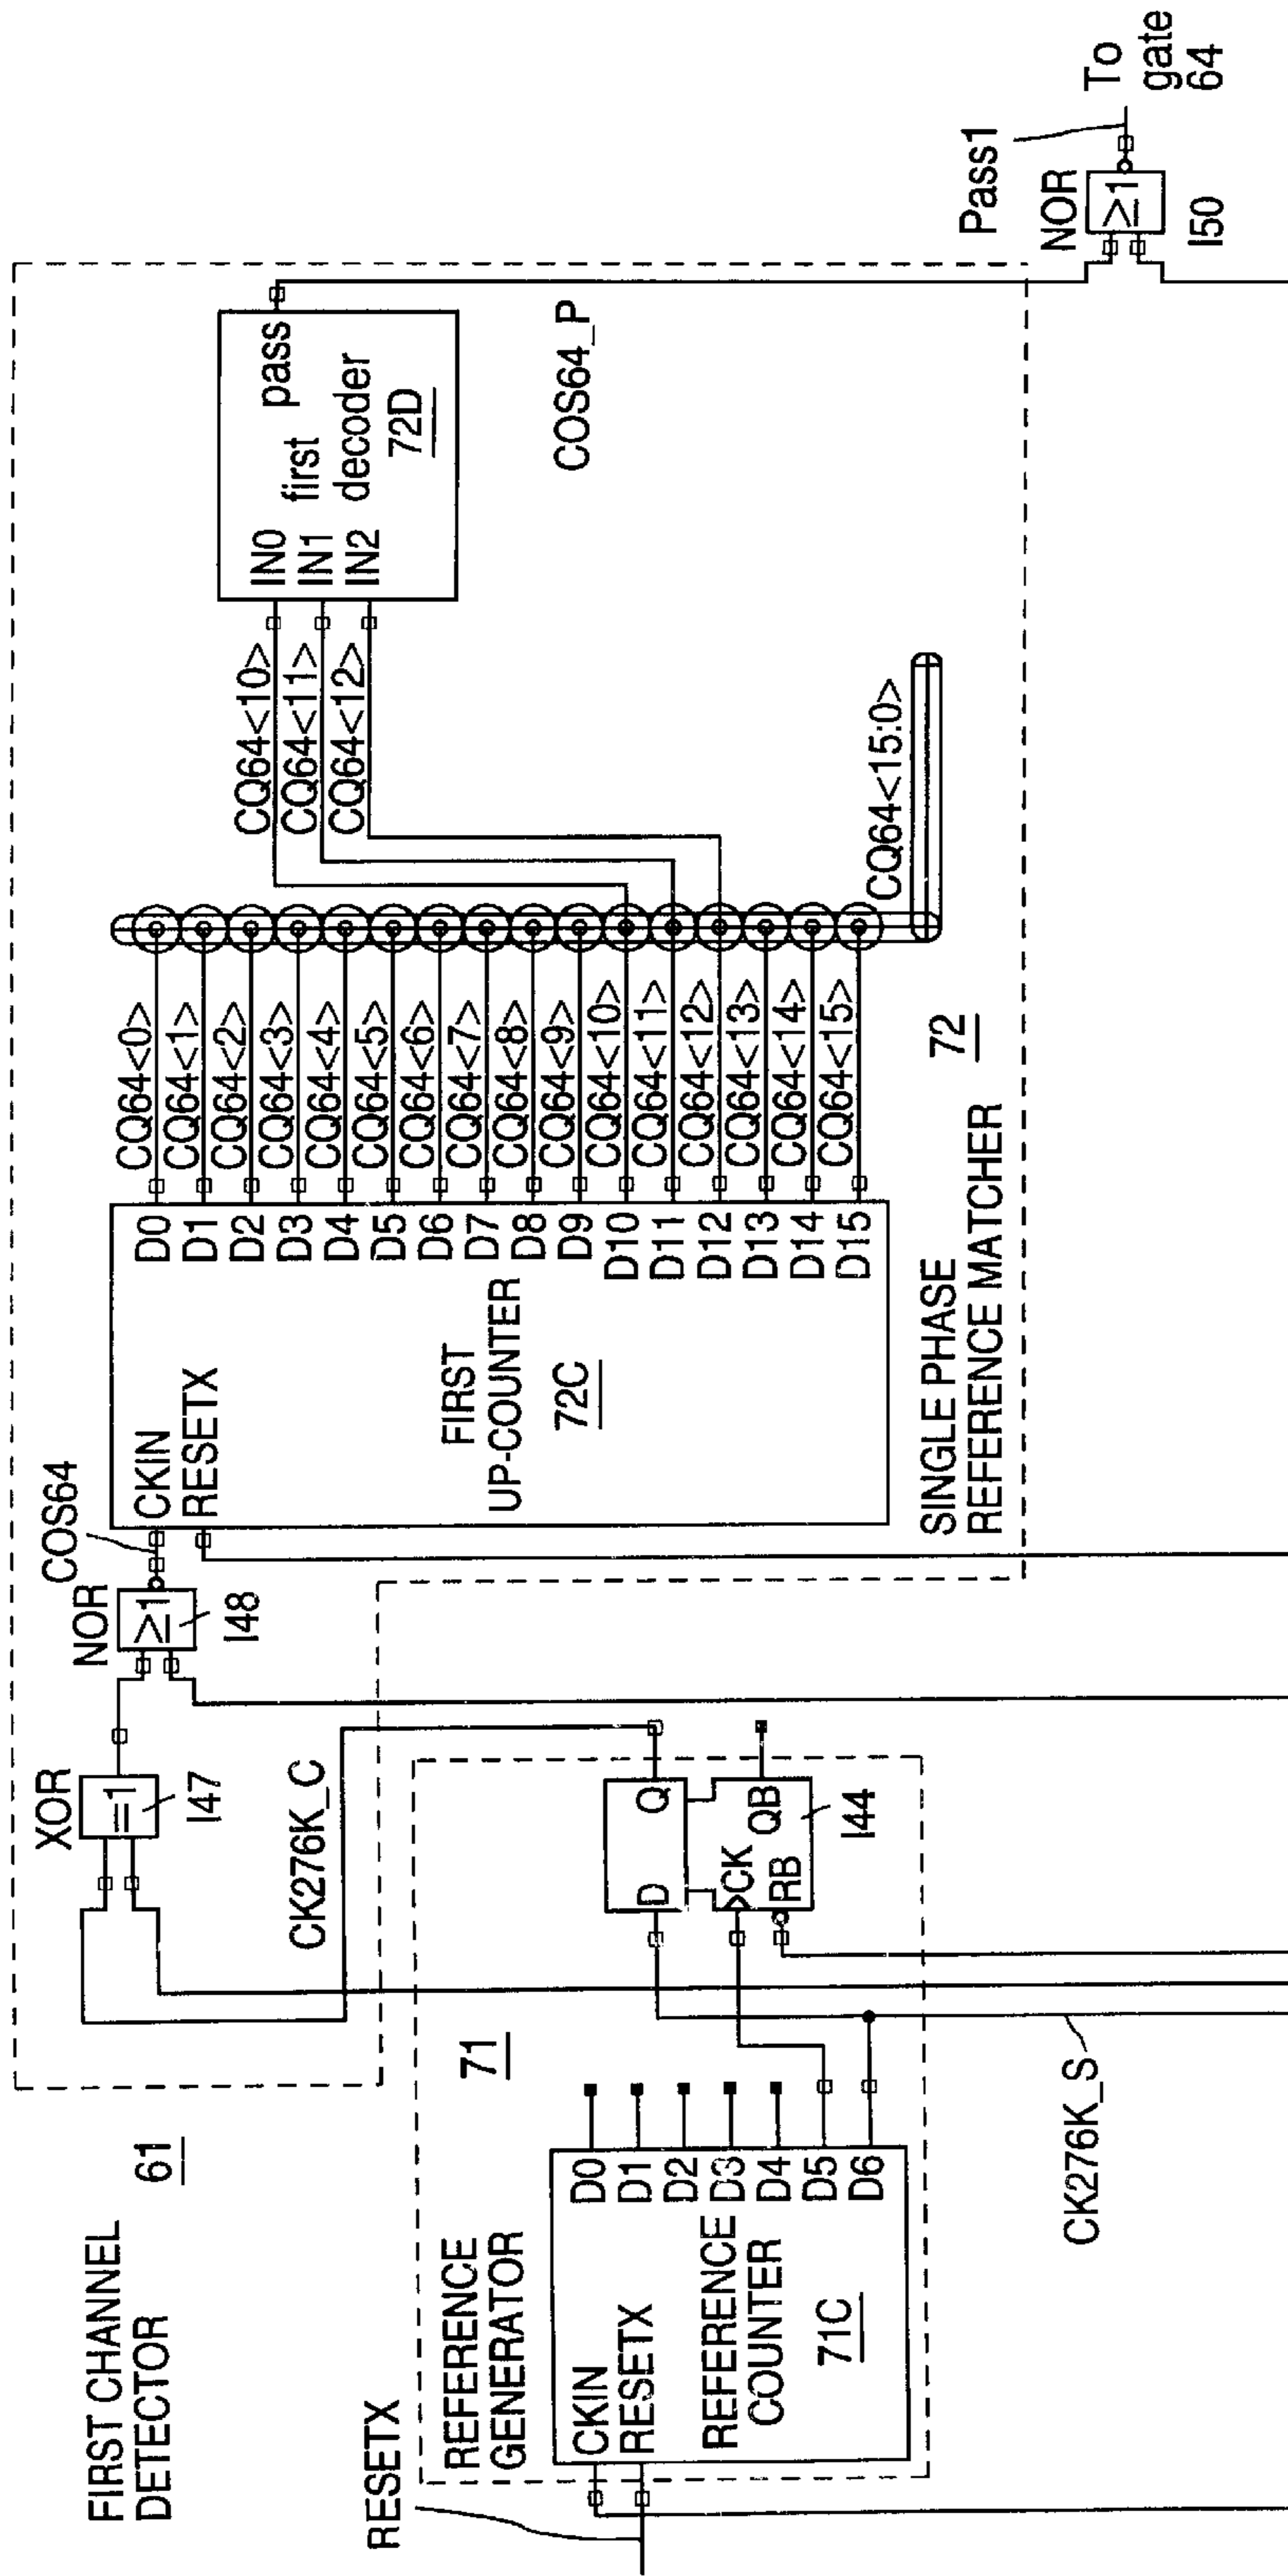 FIRST CHANNEL
DETECTOR
61
XOR
=1
I47
NOR
≥1
I48
COS64
CK276K_C
CKIN
RESETX
FIRST
UP-COUNTER
72C
D0
D1
D2
D3
D4
D5
D6
D7
D8
D9
D10
D11
D12
D13
D14
D15
CQ64<0>
CQ64<1>
CQ64<2>
CQ64<3>
CQ64<4>
CQ64<5>
CQ64<6>
CQ64<7>
CQ64<8>
CQ64<9>
CQ64<10>
CQ64<11>
CQ64<12>
CQ64<13>
CQ64<14>
CQ64<15>
CQ64<15:0>
CQ64<10>
CQ64<11>
CQ64<12>
IN0 pass
IN1 first
IN2 decoder
72D
COS64_P
SINGLE PHASE
REFERENCE MATCHER
72
RESETX
REFERENCE
GENERATOR
71
CKIN
RESETX
REFERENCE
COUNTER
71C
D0
D1
D2
D3
D4
D5
D6
D
Q
CK
QB
RB
I44
CK276K_S
Pass1
NOR
≥1
I50
To
gate
64